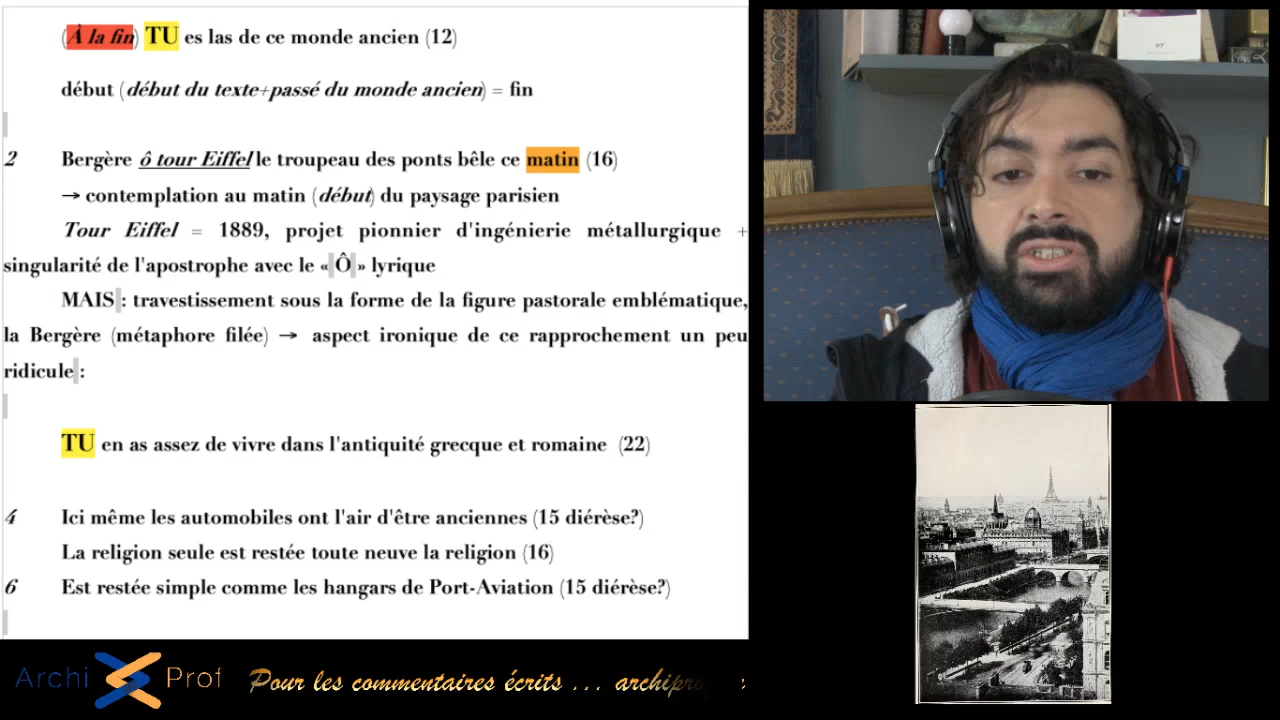 (À la fin) TU es las de ce monde ancien (12)
début (début du texte+passé du monde ancien) = fin
2 Bergère ô tour Eiffel le troupeau des ponts bêle ce matin (16)
→ contemplation au matin (début) du paysage parisien
Tour Eiffel = 1889, projet pionnier d'ingénierie métallurgique +
singularité de l'apostrophe avec le « Ô » lyrique
MAIS : travestissement sous la forme de la figure pastorale emblématique,
la Bergère (métaphore filée) → aspect ironique de ce rapprochement un peu
ridicule :
TU en as assez de vivre dans l'antiquité grecque et romaine (22)
4 Ici même les automobiles ont l'air d'être anciennes (15 diérèse?)
La religion seule est restée toute neuve la religion (16)
6 Est restée simple comme les hangars de Port-Aviation (15 diérèse?)
Archi Prof
Pour les commentaires écrits ...